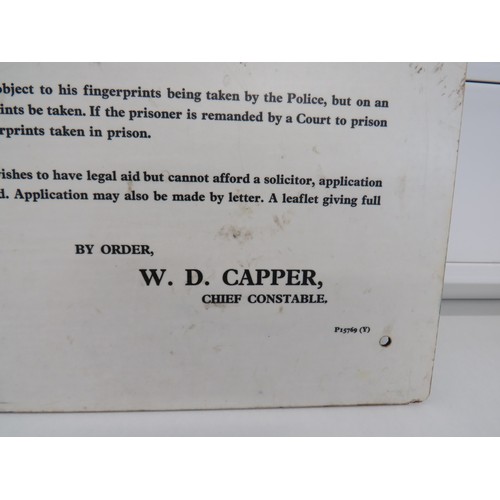 object to his fingerprints being taken by the Police, but on an
ints be taken. If the prisoner is remanded by a Court to prison
erprints taken in prison.
ishes to have legal aid but cannot afford a solicitor, application
d. Application may also be made by letter. A leaflet giving full
BY ORDER,
W. D. CAPPER,
CHIEF CONSTABLE.
P15769 (Y)